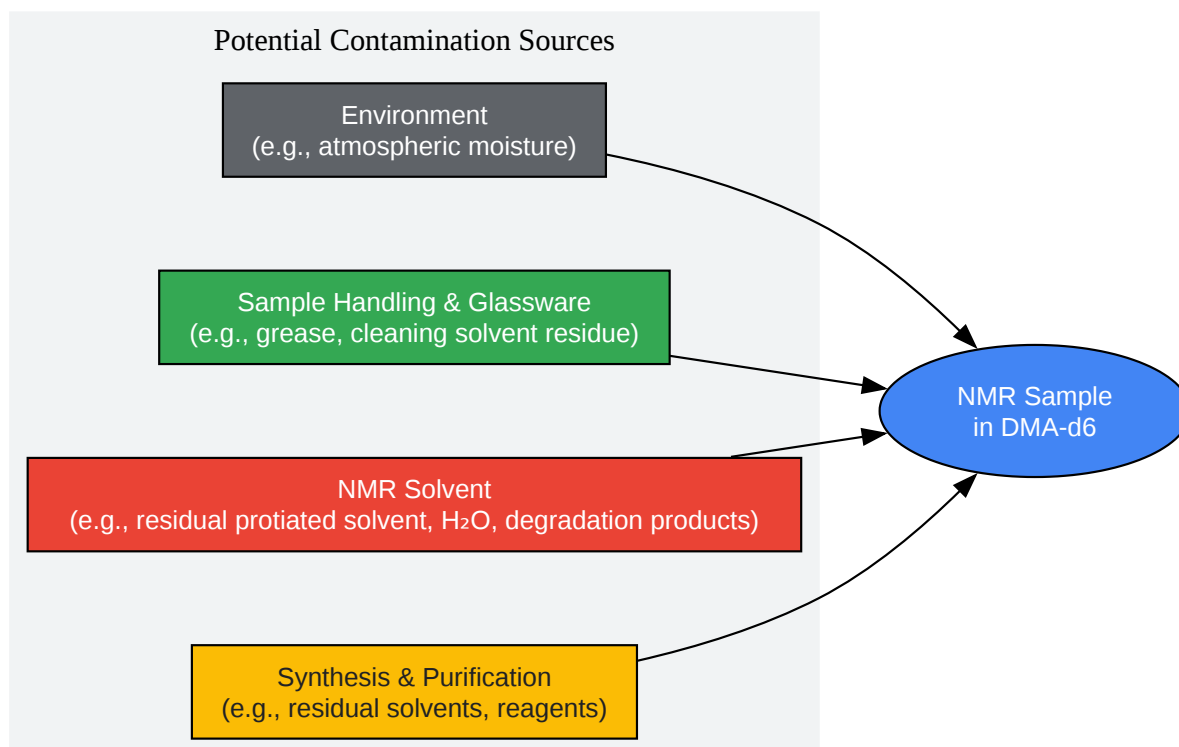 Potential Contamination Sources
Environment
(e.g., atmospheric moisture)
Sample Handling & Glassware
(e.g., grease, cleaning solvent residue)
NMR Sample
in DMA-d6
NMR Solvent
(e.g., residual protiated solvent, H₂O, degradation products)
Synthesis & Purification
(e.g., residual solvents, reagents)